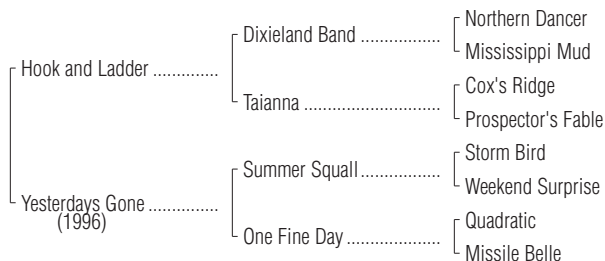 Northern Dancer
Dixieland Band ..................
Mississippi Mud
Hook and Ladder ..............
Cox's Ridge
Taianna ..............................
Prospector's Fable
Storm Bird
Summer Squall..................
Weekend Surprise
Yesterdays Gone ...............
(1996)
Quadratic
One Fine Day .....................
Missile Belle